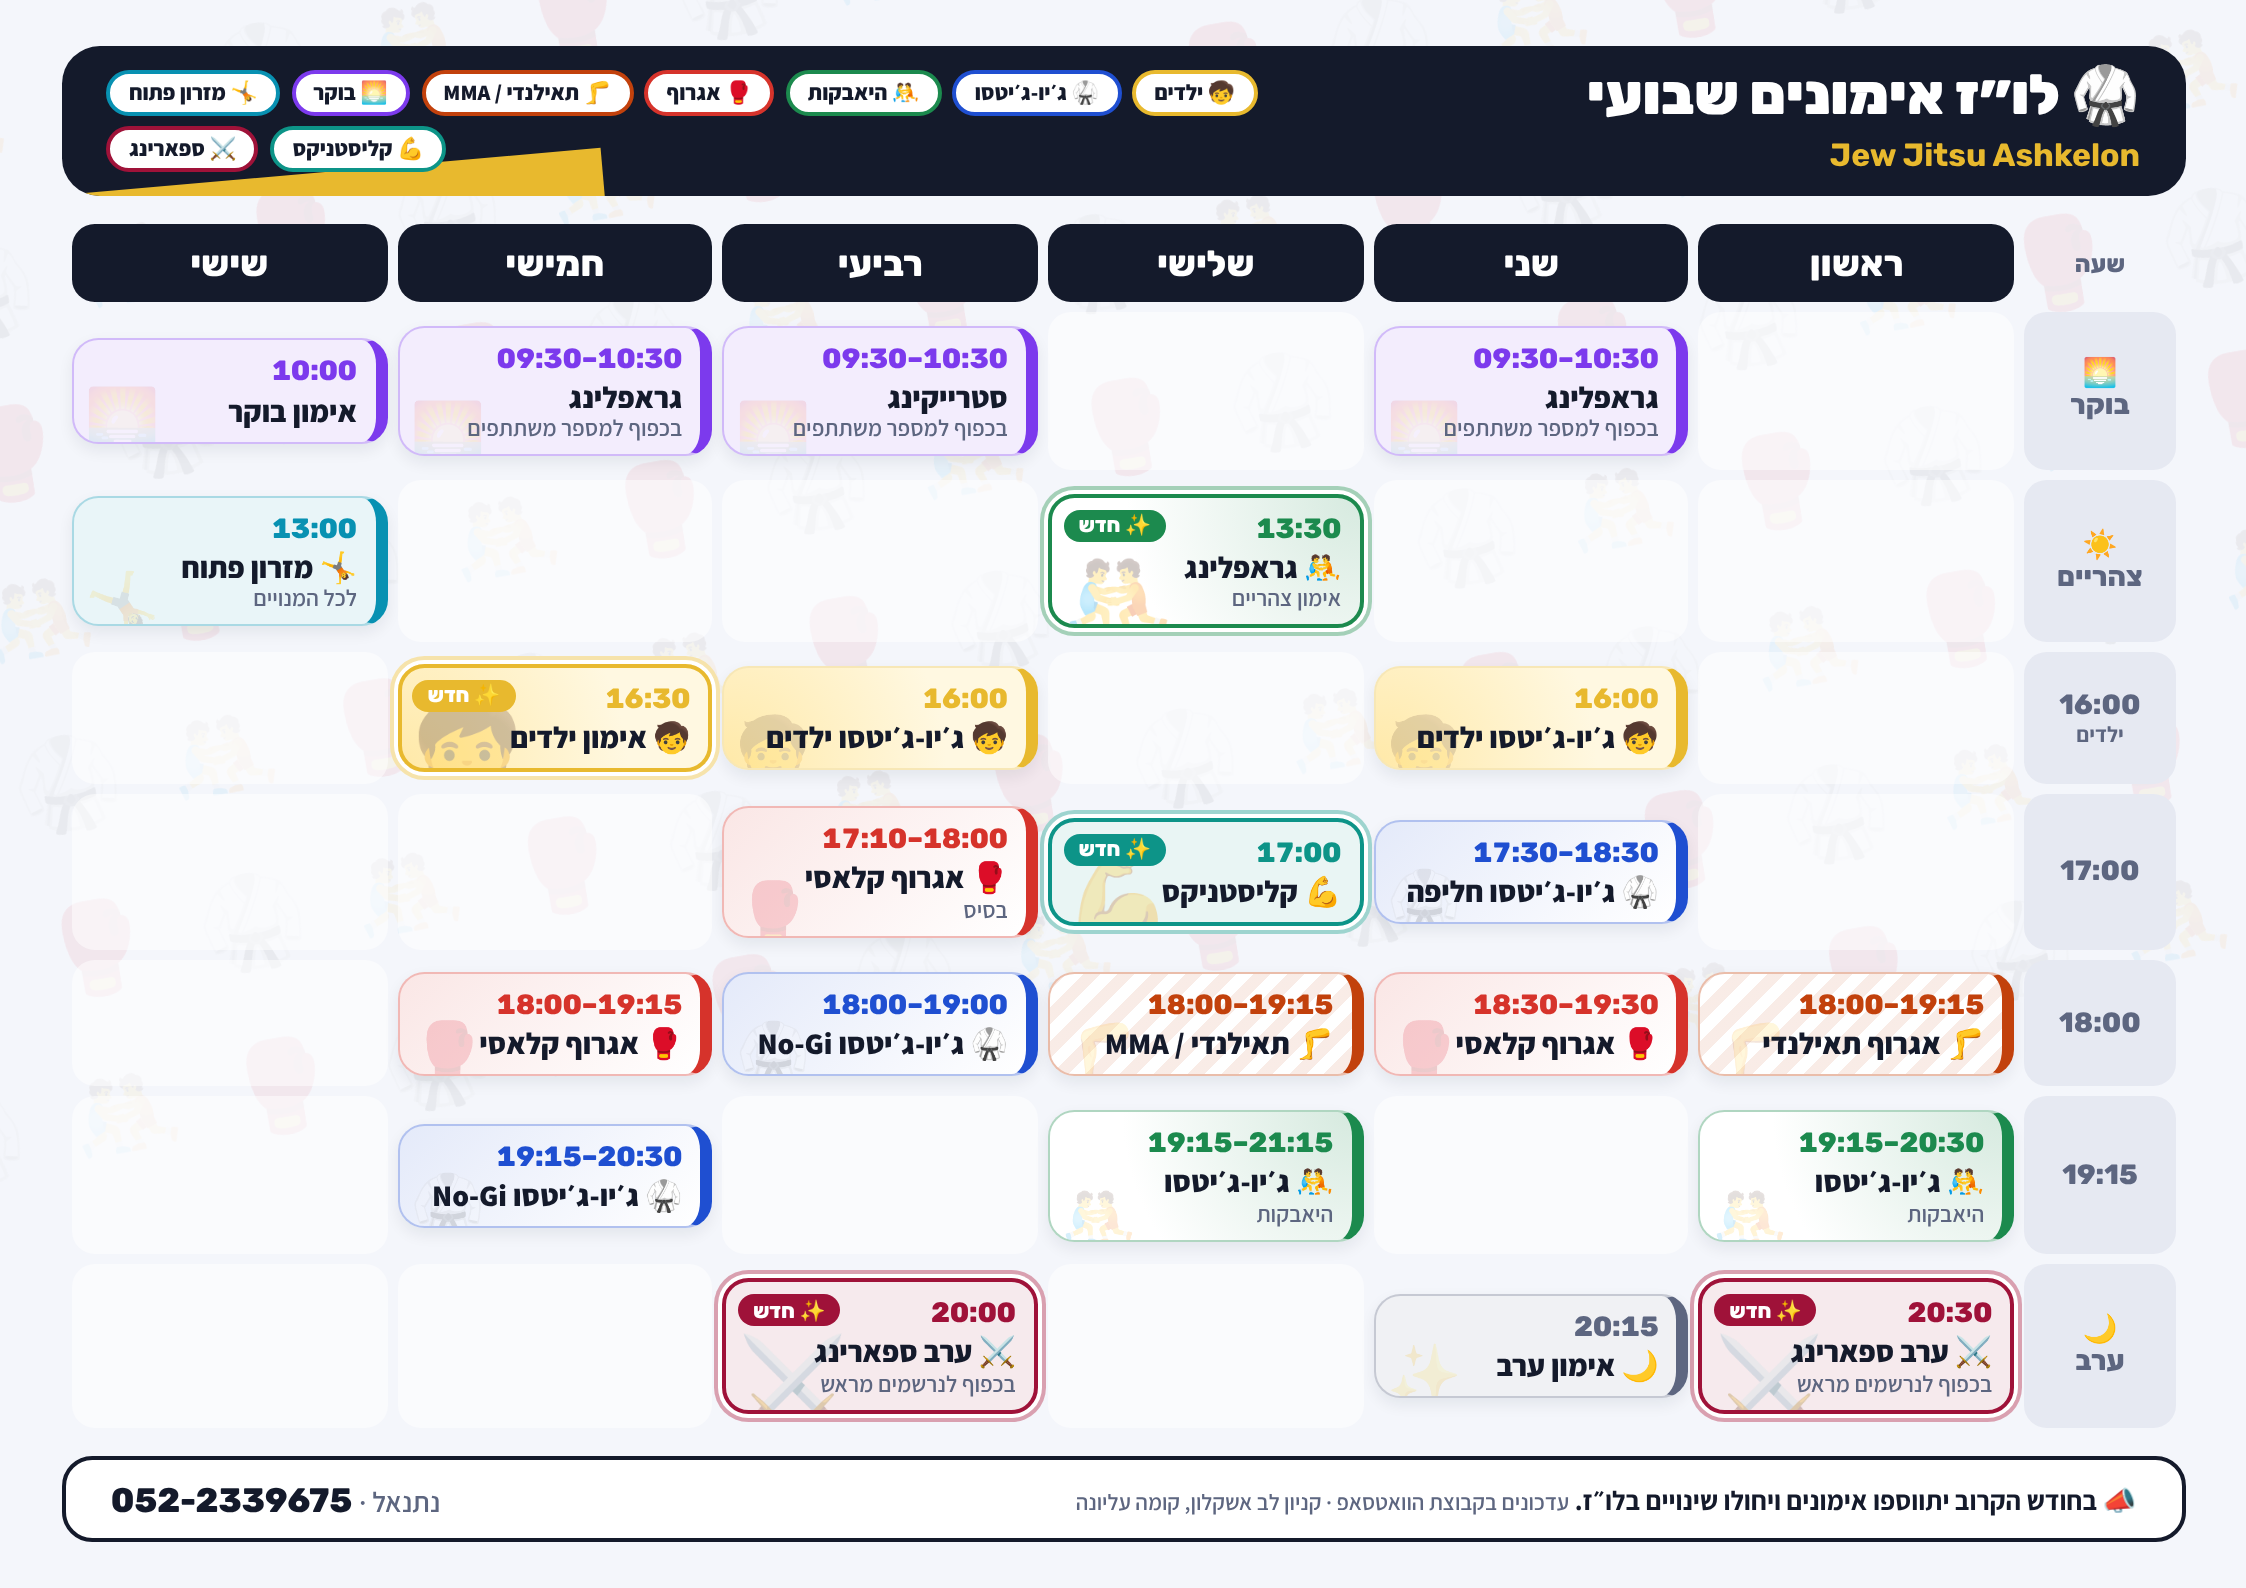 לו״ז אימונים שבועי
Jew Jitsu Ashkelon
ילדים
ג׳יו-ג׳יטסו
היאבקות
אגרוף
תאילנדי / MMA
בוקר
מזרון פתוח
קליסטניקס
ספארינג
שעה
ראשון
שני
שלישי
רביעי
חמישי
שישי
בוקר
09:30–10:30
גראפלינג
בכפוף למספר משתתפים
09:30–10:30
סטרייקינג
בכפוף למספר משתתפים
09:30–10:30
גראפלינג
בכפוף למספר משתתפים
10:00
אימון בוקר
צהריים
13:30
חדש
גראפלינג
אימון צהריים
13:00
מזרון פתוח
לכל המנויים
16:00
ילדים
16:00
ג׳יו-ג׳יטסו ילדים
16:00
ג׳יו-ג׳יטסו ילדים
16:30
חדש
אימון ילדים
17:00
17:30–18:30
ג׳יו-ג׳יטסו חליפה
17:00
חדש
קליסטניקס
17:10–18:00
אגרוף קלאסי
בסיס
18:00
18:00–19:15
אגרוף תאילנדי
18:30–19:30
אגרוף קלאסי
18:00–19:15
תאילנדי / MMA
18:00–19:00
ג׳יו-ג׳יטסו No-Gi
18:00–19:15
אגרוף קלאסי
19:15
19:15–20:30
ג׳יו-ג׳יטסו
היאבקות
19:15–21:15
ג׳יו-ג׳יטסו
היאבקות
19:15–20:30
ג׳יו-ג׳יטסו No-Gi
ערב
20:30
חדש
ערב ספארינג
בכפוף לנרשמים מראש
20:15
אימון ערב
20:00
חדש
ערב ספארינג
בכפוף לנרשמים מראש
בחודש הקרוב יתווספו אימונים ויחולו שינויים בלו״ז. עדכונים בקבוצת הוואטסאפ · קניון לב אשקלון, קומה עליונה
נתנאל · 052-2339675